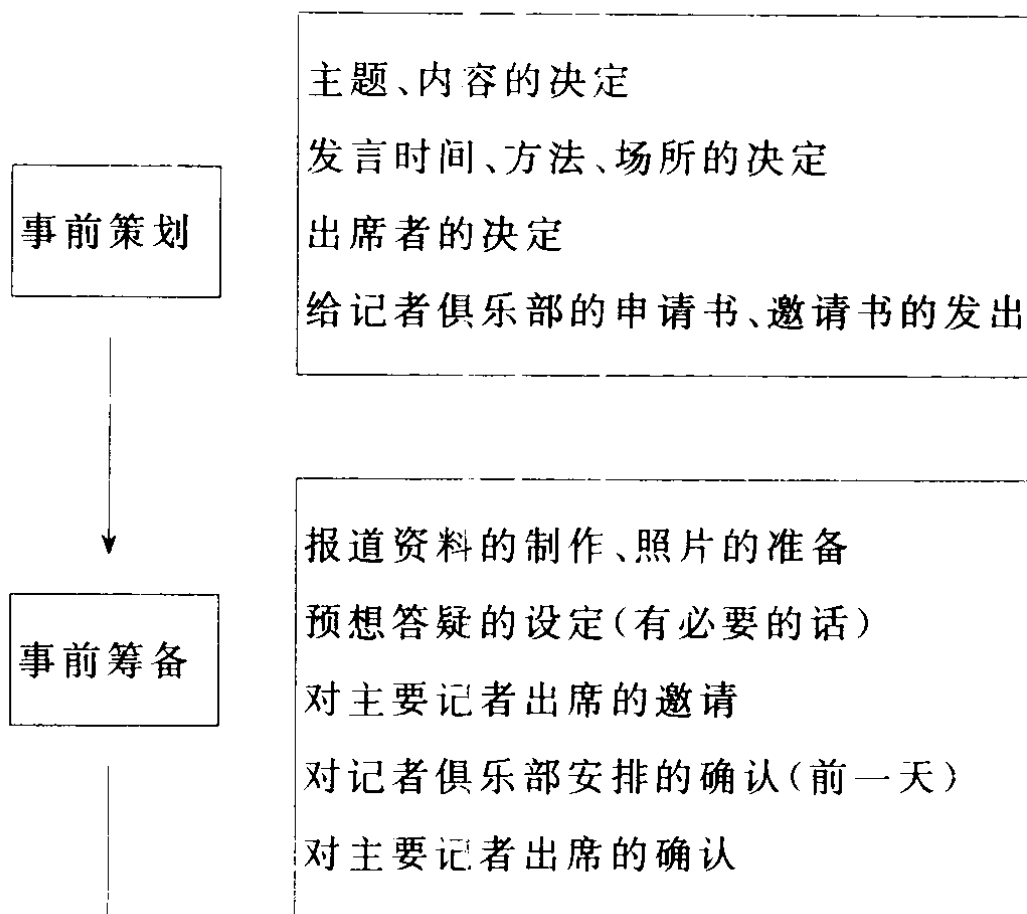 事前策划
主题、内容的决定
发言时间、方法、场所的决定
出席者的决定
给记者俱乐部的申请书、邀请书的发出
事前筹备
报道资料的制作、照片的准备
预想答疑的设定(有必要的话)
对主要记者出席的邀请
对记者俱乐部安排的确认(前一天)
对主要记者出席的确认